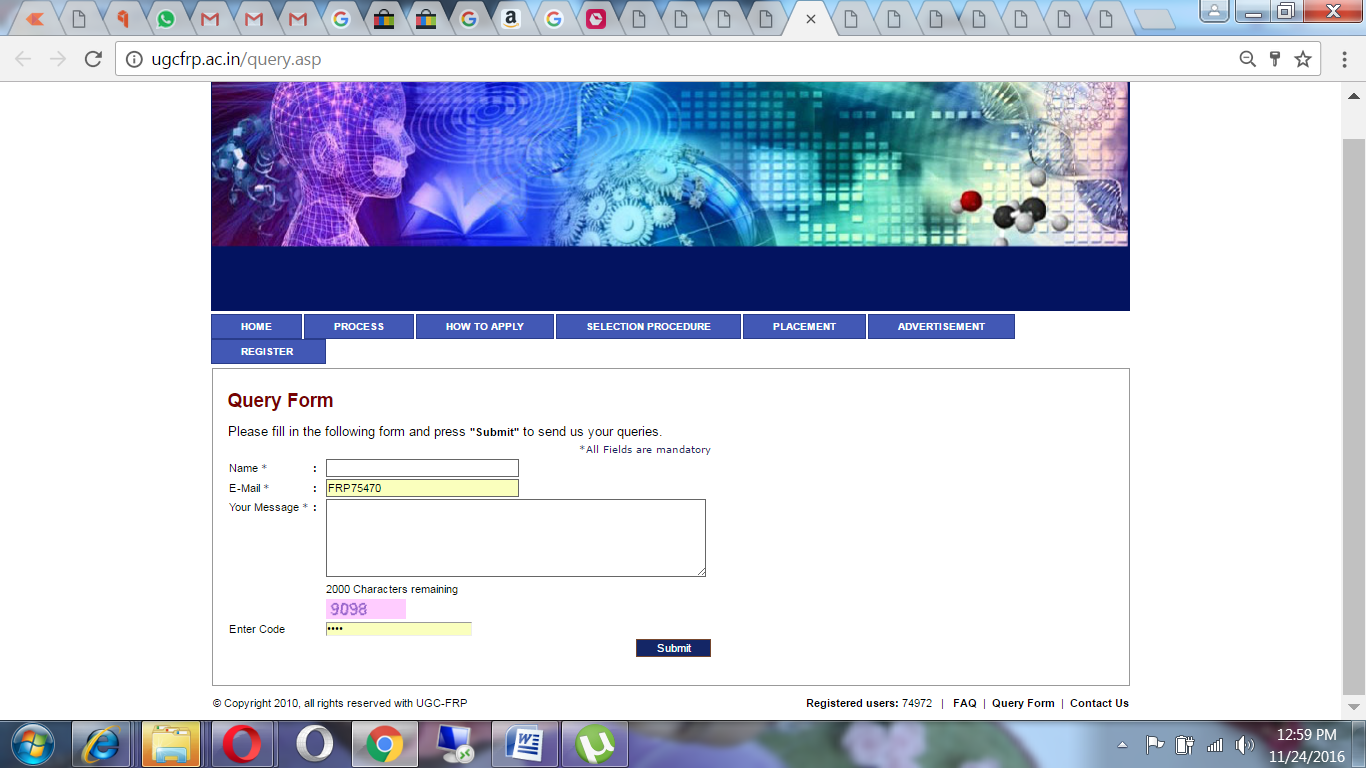 ugcfrp.ac.in/query.asp
HOME PROCESS HOW TO APPLY SELECTION PROCEDURE PLACEMENT ADVERTISEMENT
REGISTER
Query Form
Please fill in the following form and press "Submit" to send us your queries.
*All Fields are mandatory
Name * :
E-Mail * : FRP75470
Your Message * :
2000 Characters remaining
9098
Enter Code ••••
Submit
© Copyright 2010, all rights reserved with UGC-FRP Registered users: 74972 | FAQ | Query Form | Contact Us
12:59 PM
11/24/2016